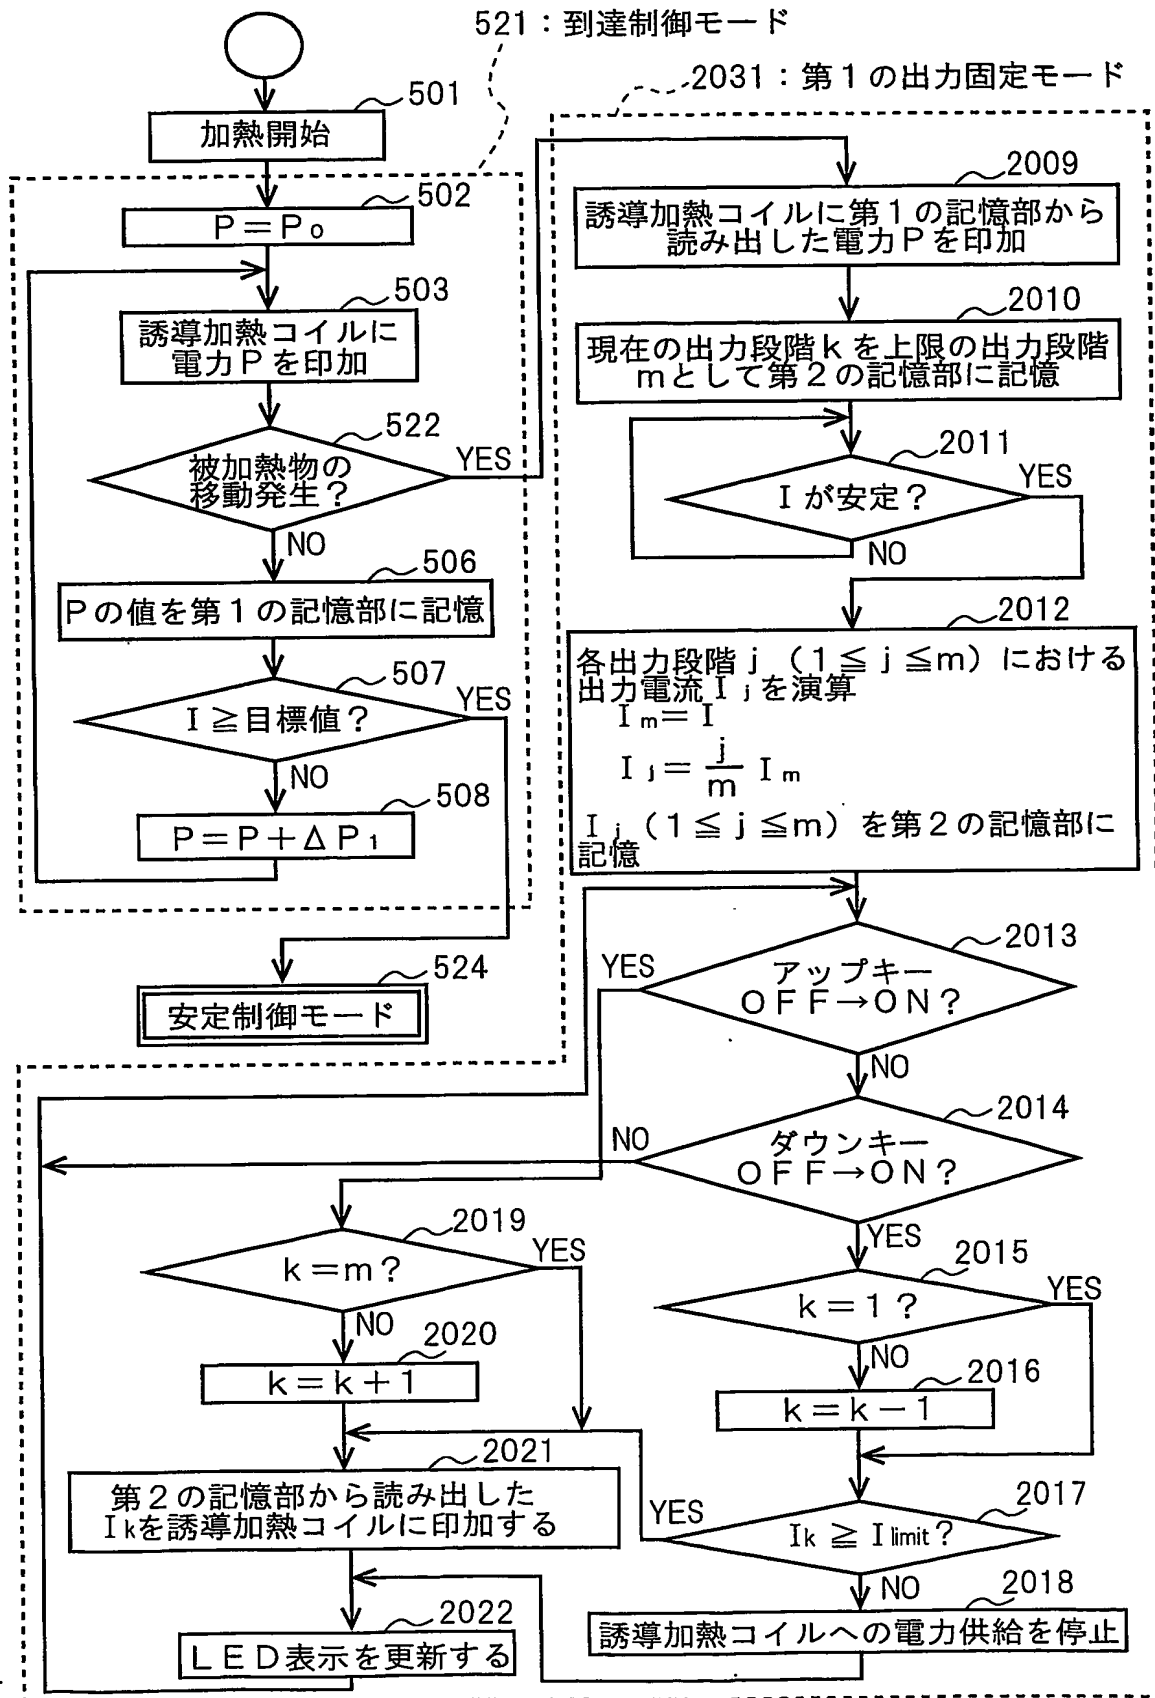 521：到達制御モード
2031：第１の出力固定モード
501
加熱開始
502
Ｐ＝Ｐ₀
503
誘導加熱コイルに
電力Ｐを印加
522
被加熱物の
移動発生？
YES
NO
506
Ｐの値を第１の記憶部に記憶
507
Ｉ≧目標値？
YES
NO
508
Ｐ＝Ｐ＋ΔＰ₁
524
安定制御モード
2009
誘導加熱コイルに第１の記憶部から
読み出した電力Ｐを印加
2010
現在の出力段階ｋを上限の出力段階
ｍとして第２の記憶部に記憶
2011
Ｉが安定？
YES
NO
2012
各出力段階ｊ（１≦ｊ≦m）における
出力電流Ｉｊを演算
Ｉm＝Ｉ
Ｉj＝j/m Ｉm
Ｉj（１≦ｊ≦m）を第２の記憶部に
記憶
2013
アップキー
ＯＦＦ→ＯＮ？
YES
NO
2014
ダウンキー
ＯＦＦ→ＯＮ？
NO
YES
2015
ｋ＝１？
YES
NO
2016
ｋ＝ｋ－１
2017
Ｉk ≧ Ｉlimit？
YES
NO
2018
誘導加熱コイルへの電力供給を停止
2019
ｋ＝m？
YES
NO
2020
ｋ＝ｋ＋１
2021
第２の記憶部から読み出した
Ｉkを誘導加熱コイルに印加する
2022
ＬＥＤ表示を更新する